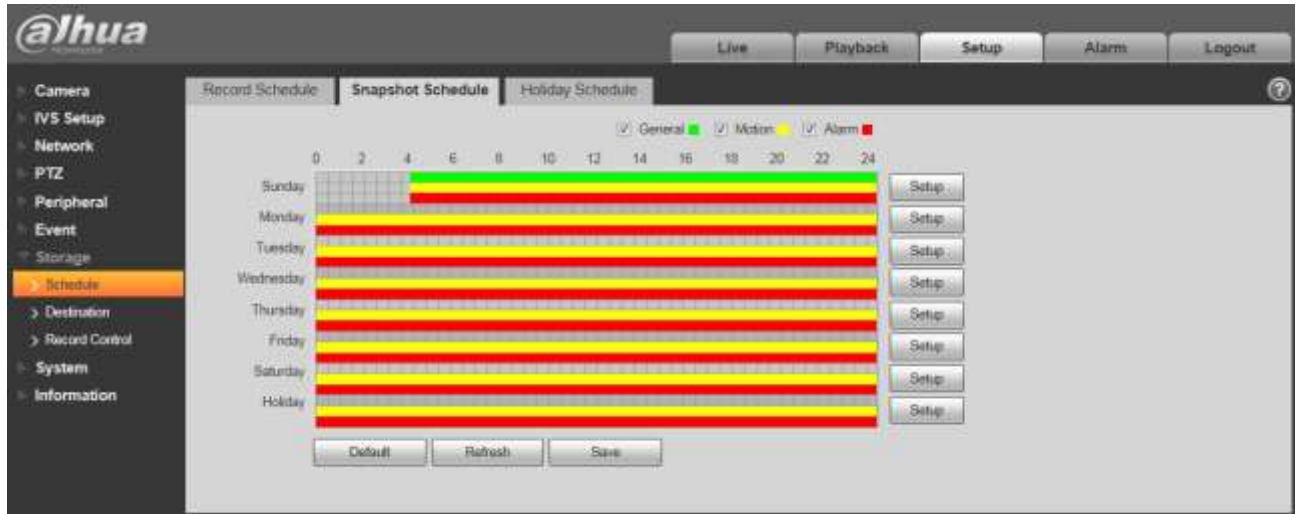 alhua
Live Playback Setup Alarm Logout
Camera
IVS Setup
Network
PTZ
Peripheral
Event
Storage
Schedule
Destination
Record Control
System
Information
Record Schedule Snapshot Schedule Holiday Schedule
?
General Motion Alarm
0 2 4 6 8 10 12 14 16 18 20 22 24
Sunday Setup
Monday Setup
Tuesday Setup
Wednesday Setup
Thursday Setup
Friday Setup
Saturday Setup
Holiday Setup
Default Refresh Save